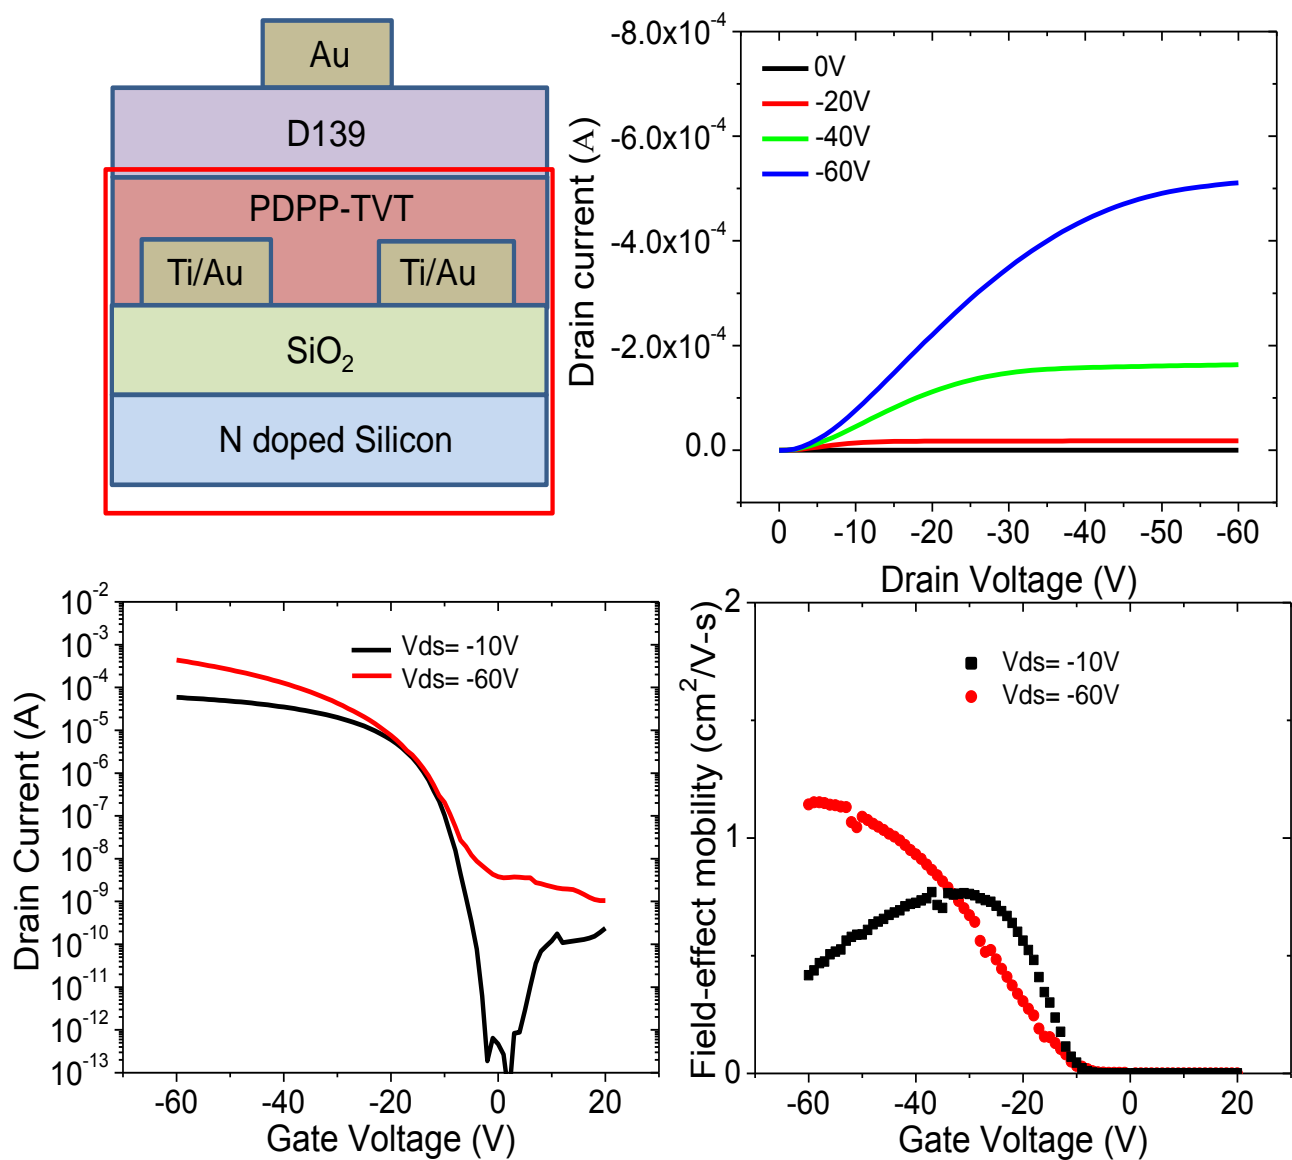 Au
D139
PDPP-TVT
Ti/Au Ti/Au
SiO₂
N doped Silicon
-8.0x10⁻⁴
-6.0x10⁻⁴
-4.0x10⁻⁴
-2.0x10⁻⁴
0.0
Drain current (A)
0V
-20V
-40V
-60V
0 -10 -20 -30 -40 -50 -60
Drain Voltage (V)
10⁻²
10⁻³
10⁻⁴
10⁻⁵
10⁻⁶
10⁻⁷
10⁻⁸
10⁻⁹
10⁻¹⁰
10⁻¹¹
10⁻¹²
10⁻¹³
Drain Current (A)
Vds= -10V
Vds= -60V
-60 -40 -20 0 20
Gate Voltage (V)
2
1
0
Field-effect mobility (cm²/V-s)
Vds= -10V
Vds= -60V
-60 -40 -20 0 20
Gate Voltage (V)